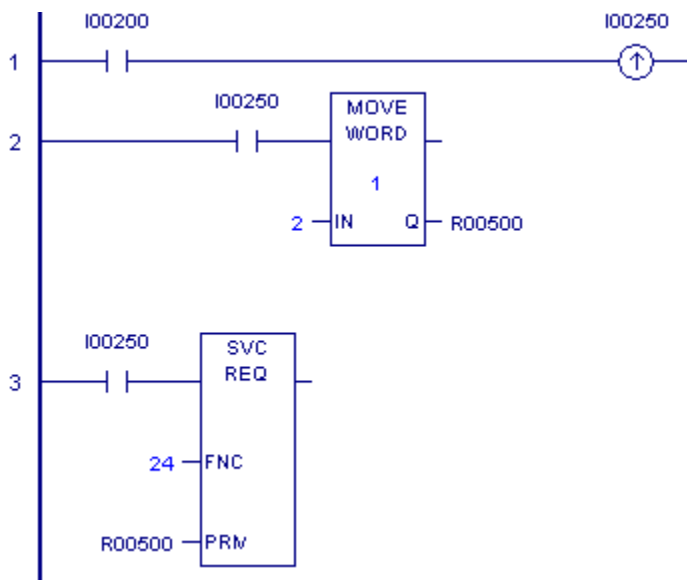 I00200 I00250
1
I00250 MOVE
2 WORD
1
2 IN Q R00500
I00250 SVC
3 REQ
24 FNC
R00500 PRM